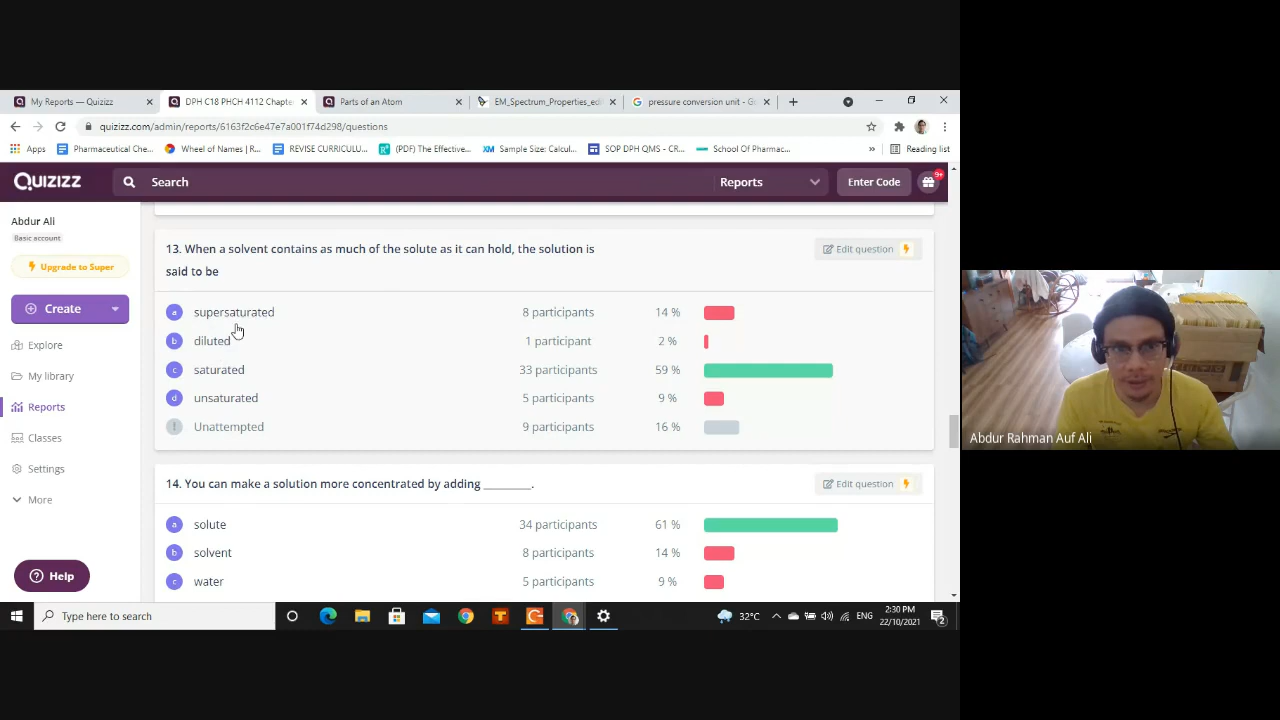 My Reports — Quizizz
DPH C18 PHCH 4112 Chapte
Parts of an Atom
EM_Spectrum_Properties_edi
pressure conversion unit - G
quizizz.com/admin/reports/6163f2c6e47e7a001f74d298/questions
Apps
Pharmaceutical Che...
Wheel of Names | R...
REVISE CURRICULU...
(PDF) The Effective...
XM Sample Size: Calcul...
SOP DPH QMS - CR...
School Of Pharmac...
»
Reading list
QUIZIZZ
Search
Reports
Enter Code
9+
Abdur Ali
Basic account
Upgrade to Super
Create
Explore
My library
Reports
Classes
Settings
More
Help
13. When a solvent contains as much of the solute as it can hold, the solution is
said to be
Edit question
a supersaturated 8 participants 14 %
b diluted 1 participant 2 %
c saturated 33 participants 59 %
d unsaturated 5 participants 9 %
! Unattempted 9 participants 16 %
14. You can make a solution more concentrated by adding _________.
Edit question
a solute 34 participants 61 %
b solvent 8 participants 14 %
c water 5 participants 9 %
Abdur Rahman Auf Ali
Type here to search
32°C
ENG
2:30 PM
22/10/2021
2